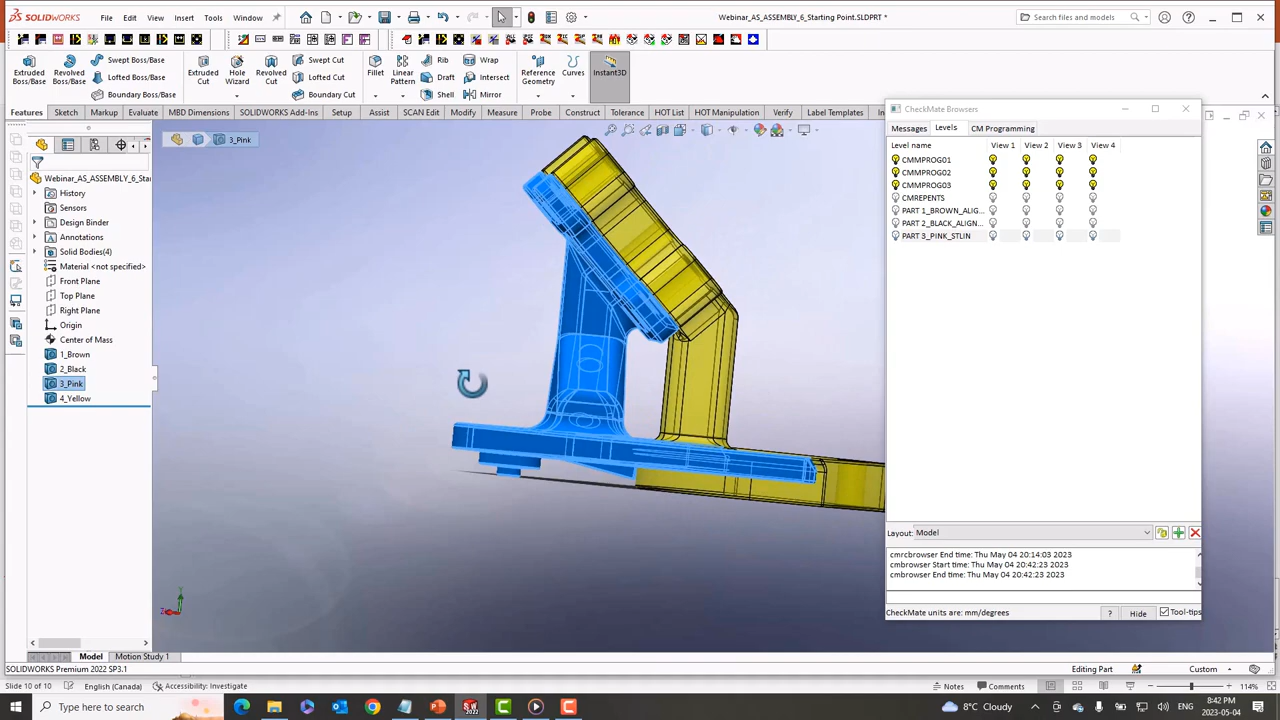 SOLIDWORKS
File Edit View Insert Tools Window
Webinar_AS_ASSEMBLY_6_Starting Point.SLDPRT *
Search files and models
Extruded Boss/Base
Revolved Boss/Base
Swept Boss/Base
Lofted Boss/Base
Boundary Boss/Base
Extruded Cut
Hole Wizard
Revolved Cut
Swept Cut
Lofted Cut
Boundary Cut
Fillet
Linear Pattern
Rib
Draft
Shell
Wrap
Intersect
Mirror
Reference Geometry
Curves
Instant3D
Features Sketch Markup Evaluate MBD Dimensions SOLIDWORKS Add-Ins Setup Assist SCAN Edit Modify Measure Probe Construct Tolerance HOT List HOT Manipulation Verify Label Templates
3_Pink
Webinar_AS_ASSEMBLY_6_Sta
History
Sensors
Design Binder
Annotations
Solid Bodies(4)
Material <not specified>
Front Plane
Top Plane
Right Plane
Origin
Center of Mass
1_Brown
2_Black
3_Pink
4_Yellow
CheckMate Browsers
Messages Levels CM Programming
Level name View 1 View 2 View 3 View 4
CMMPROG01
CMMPROG02
CMMPROG03
CMREPENTS
PART 1_BROWN_ALIG...
PART 2_BLACK_ALIGN...
PART 3_PINK_STLIN
Layout: Model
cmrcbrowser End time: Thu May 04 20:14:03 2023
cmbrowser Start time: Thu May 04 20:42:23 2023
cmbrowser End time: Thu May 04 20:42:23 2023
CheckMate units are: mm/degrees ? Hide Tool-tips
Model Motion Study 1
SOLIDWORKS Premium 2022 SP3.1 Editing Part Custom
Slide 10 of 10 English (Canada) Accessibility: Investigate Notes Comments 114%
Type here to search 8°C Cloudy 8:42 PM
2023-05-04